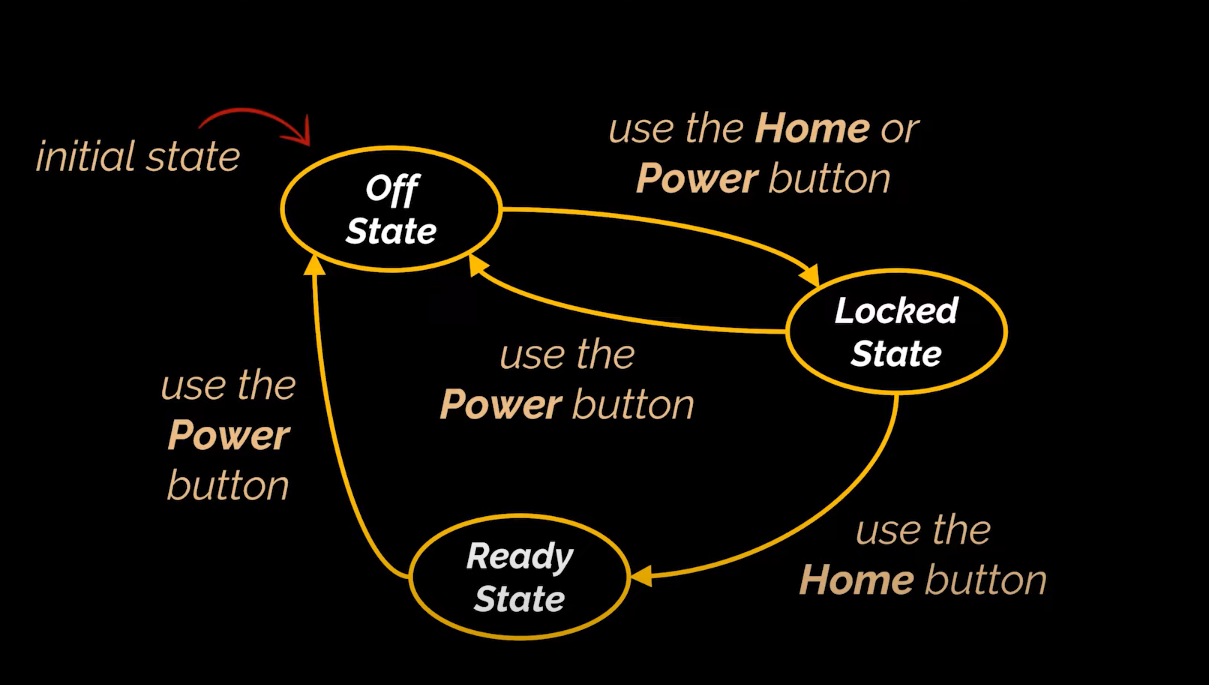 initial state
Off
State
use the Home or
Power button
Locked
State
use the
Power button
use the
Power
button
Ready
State
use the
Home button